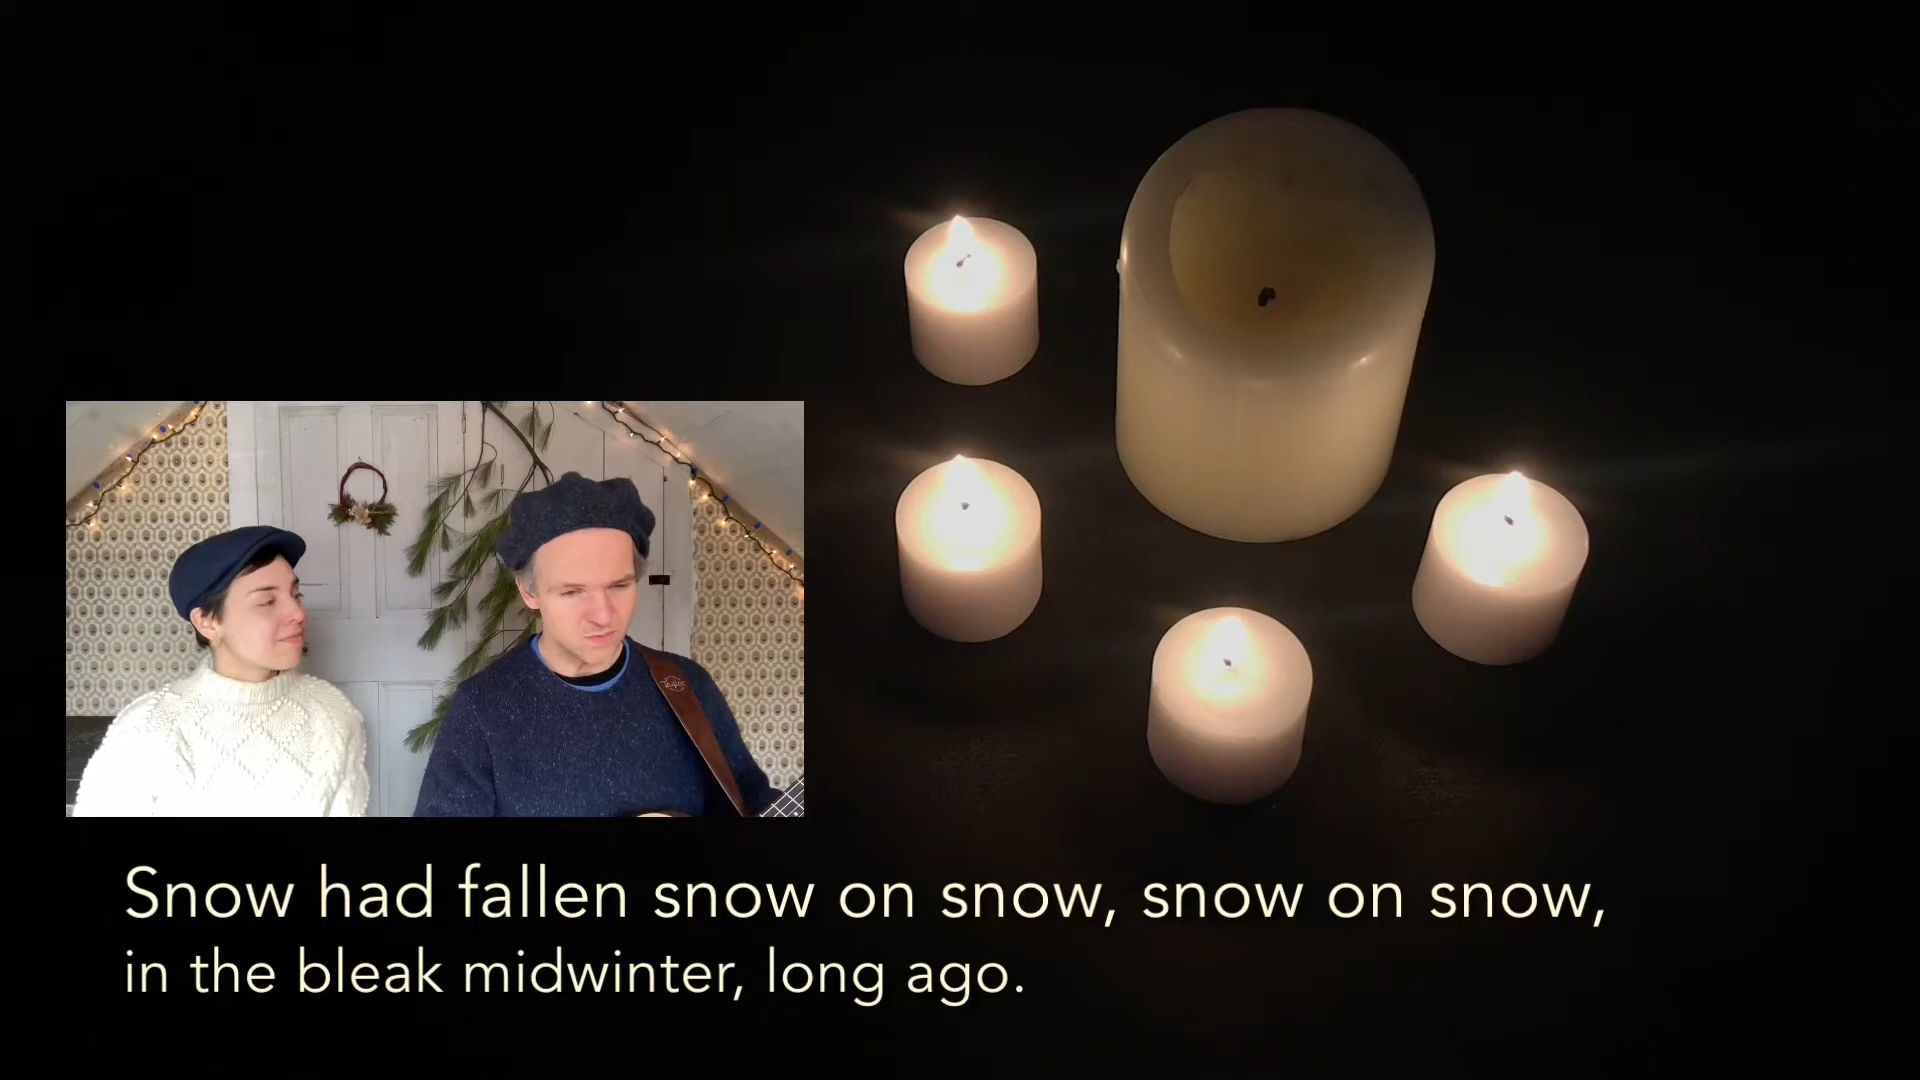 Snow had fallen snow on snow, snow on snow,
in the bleak midwinter, long ago.